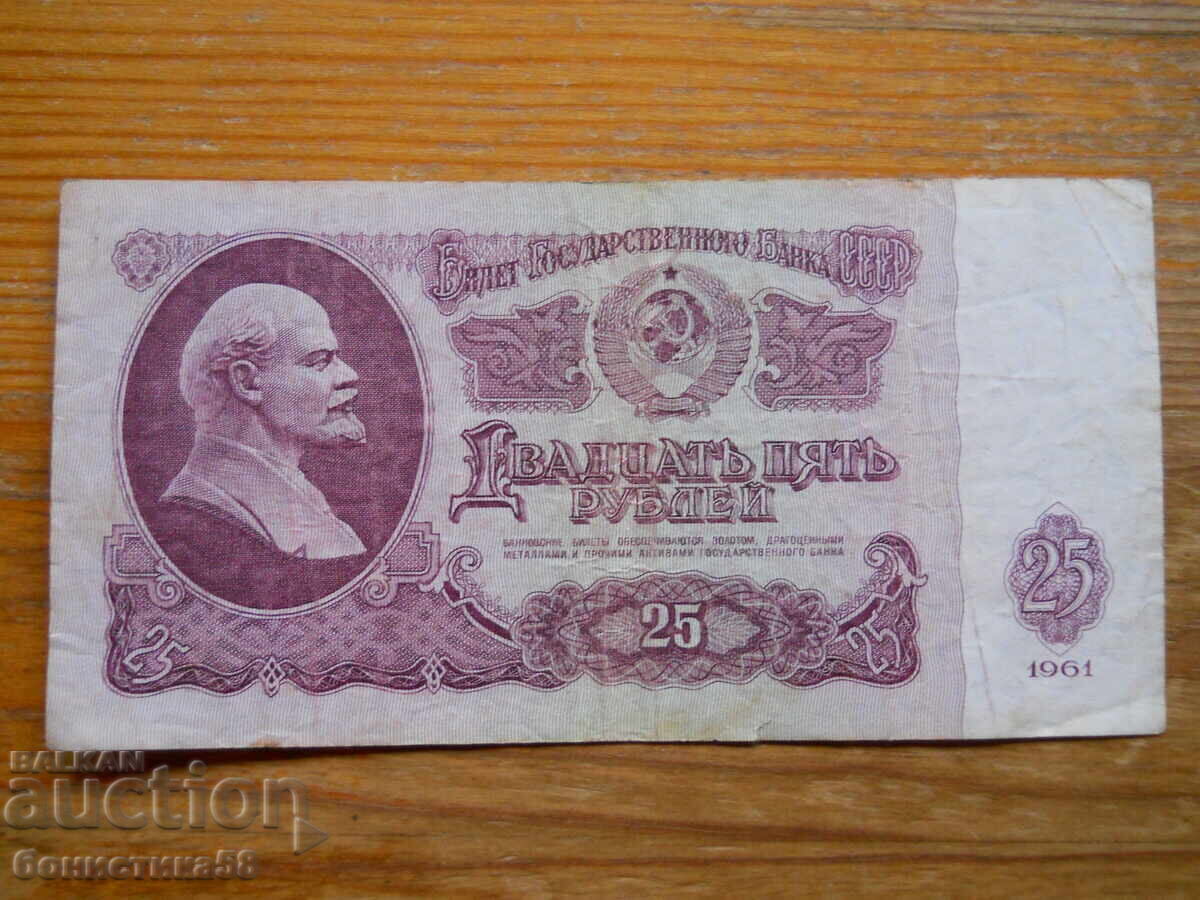 Билет Государственного Банка СССР
Двадцать пять
рублей
БАНКОВСКИЕ БИЛЕТЫ ОБЕСПЕЧИВАЮТСЯ ЗОЛОТОМ, ДРАГОЦЕННЫМИ
МЕТАЛЛАМИ И ПРОЧИМИ АКТИВАМИ ГОСУДАРСТВЕННОГО БАНКА
25
25
25
25
1961
BALKAN
auction
бонистика58